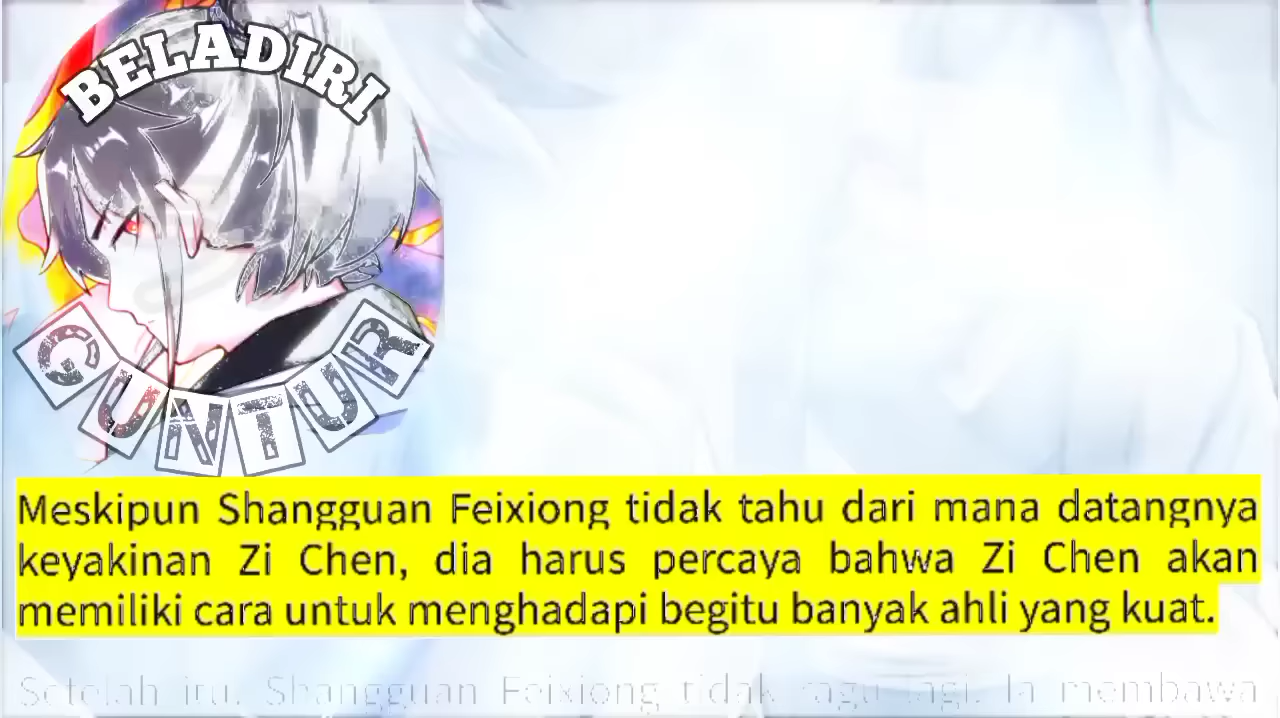 BELADIRI
GUNTUR
Meskipun Shangguan Feixiong tidak tahu dari mana datangnya
keyakinan Zi Chen, dia harus percaya bahwa Zi Chen akan
memiliki cara untuk menghadapi begitu banyak ahli yang kuat.
Setelah itu, Shangguan Feixiong tidak ragu lagi. Ia membawa